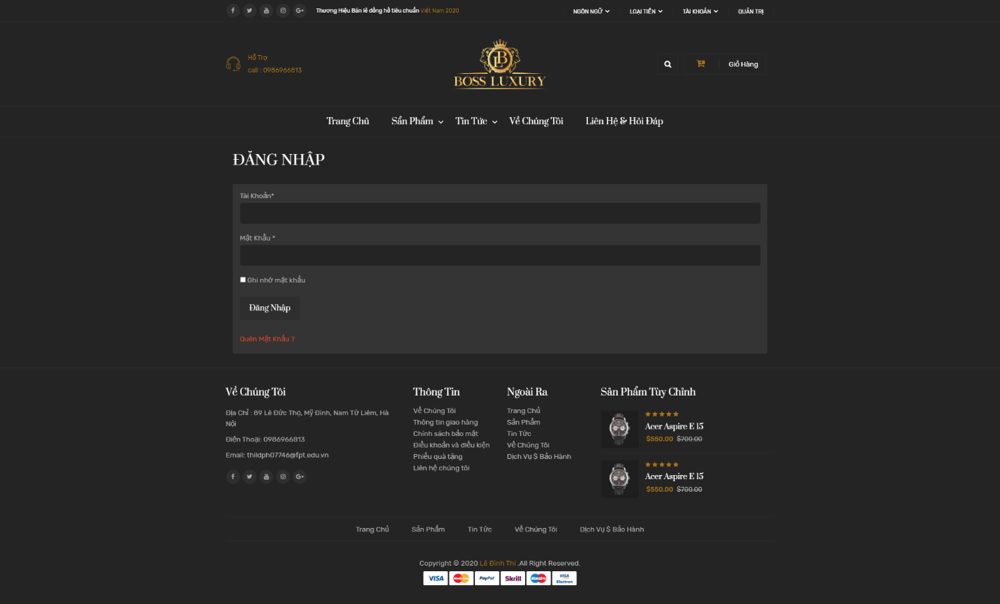 Thương Hiệu Bán lẻ đồng hồ tiêu chuẩn Việt Nam 2020
NGÔN NGỮ
LOẠI TIỀN
TÀI KHOẢN
QUẢN TRỊ
Hỗ Trợ
call : 0986966813
LB
BOSS LUXURY
Giỏ Hàng
Trang Chủ
Sẩn Phẩm
Tin Tức
Về Chúng Tôi
Liên Hệ & Hỏi Đáp
ĐĂNG NHẬP
Tài Khoản*
Mật Khẩu *
Ghi nhớ mật khẩu
Đăng Nhập
Quên Mật Khẩu ?
Về Chúng Tôi
Địa Chỉ : 89 Lê Đức Thọ, Mỹ Đình, Nam Từ Liêm, Hà
Nội
Điện Thoại: 0986966813
Email: thildph07746@fpt.edu.vn
Thông Tin
Về Chúng Tôi
Thông tin giao hàng
Chính sách bảo mật
Điều khoản và điều kiện
Phiếu quà tặng
Liên hệ chúng tôi
Ngoài Ra
Trang Chủ
Sản Phẩm
Tin Tức
Về Chúng Tôi
Dịch Vụ $ Bảo Hành
Sản Phẩm Tùy Chỉnh
Acer Aspire E 15
$550.00 $700.00
Acer Aspire E 15
$550.00 $700.00
Trang Chủ
Sản Phẩm
Tin Tức
Về Chúng Tôi
Dịch Vụ $ Bảo Hành
Copyright © 2020 Lê Đình Thi .All Right Reserved.
VISA
MasterCard
PayPal
Skrill
Maestro
VISA
Electron